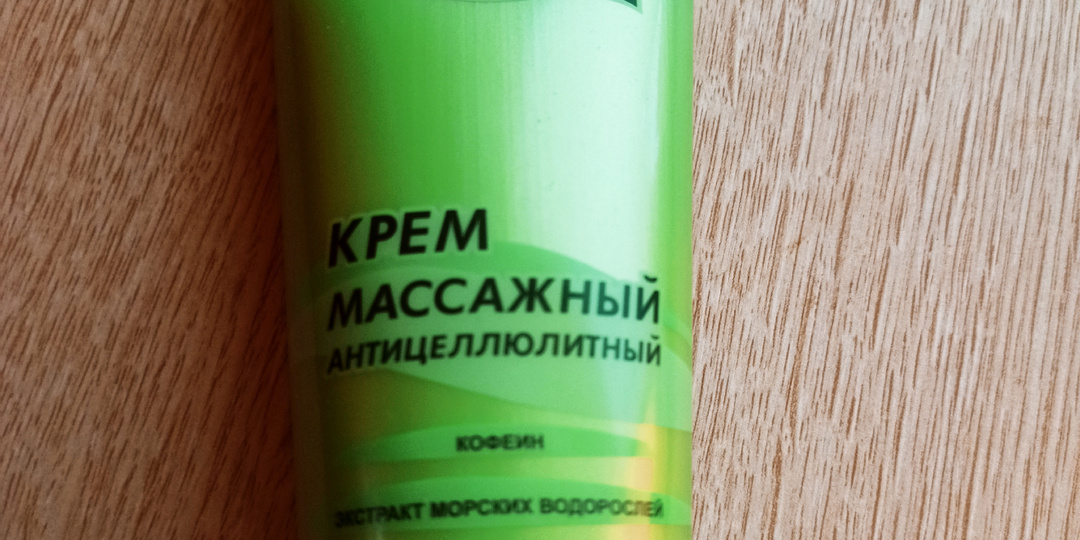 КРЕМ
МАССАЖНЫЙ
АНТИЦЕЛЛЮЛИТНЫЙ
КОФЕИН
ЭКСТРАКТ МОРСКИХ ВОДОРОСЛЕЙ